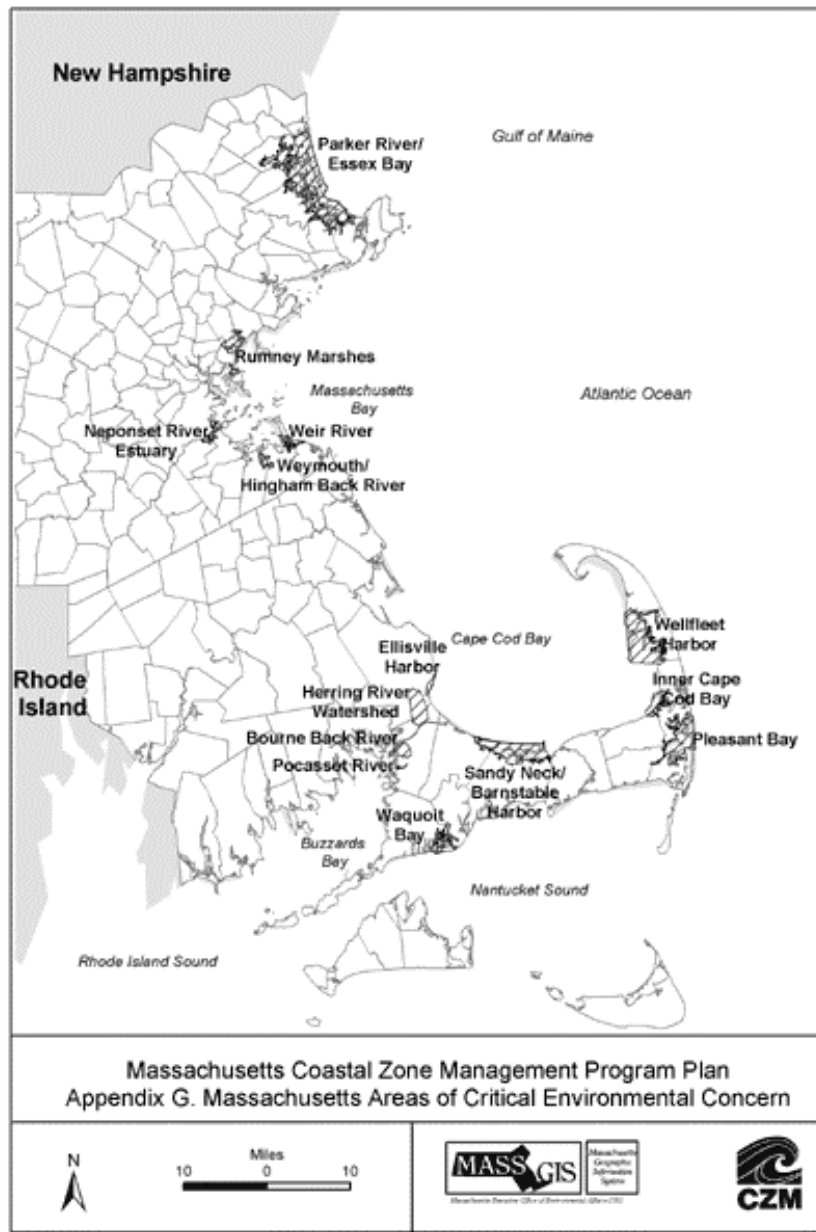 New Hampshire
Gulf of Maine
Parker River/
Essex Bay
Rumney Marshes
Massachusetts
Bay
Atlantic Ocean
Neponset River
Estuary
Weir River
Weymouth/
Hingham Back River
Cape Cod Bay
Wellfleet
Harbor
Ellisville
Harbor
Rhode
Island
Inner Cape
Cod Bay
Herring River
Watershed
Bourne Back River
Pleasant Bay
Pocasset River
Sandy Neck/
Barnstable
Harbor
Waquoit
Bay
Buzzards
Bay
Nantucket Sound
Rhode Island Sound
Massachusetts Coastal Zone Management Program Plan
Appendix G. Massachusetts Areas of Critical Environmental Concern
N
Miles
10 0 10
MASS GIS
Massachusetts
Geographic
Information
System
CZM